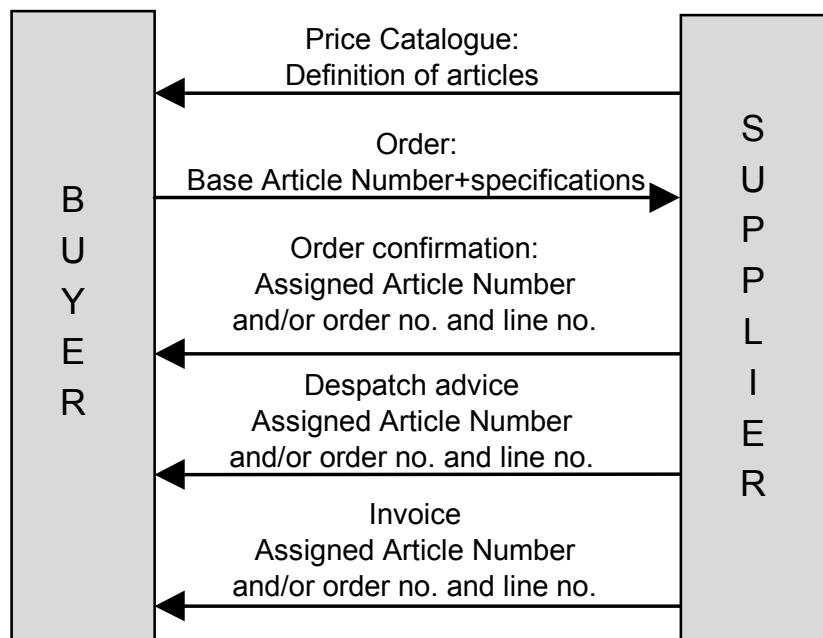 Price Catalogue:
Definition of articles
Order:
Base Article Number+specifications
Order confirmation:
Assigned Article Number
and/or order no. and line no.
Despatch advice
Assigned Article Number
and/or order no. and line no.
Invoice
Assigned Article Number
and/or order no. and line no.
B
U
Y
E
R
S
U
P
P
L
I
E
R